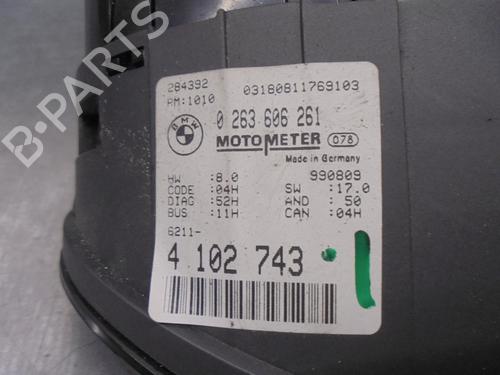 284392 03180811769103
AM:1010
BMW 0 263 606 261
MOTOMETER 078
Made in Germany
HW :8.0 990809
CODE :04H SW :17.0
DIAG :52H AND : 50
BUS :11H CAN :04H
6211-
4 102 743
B-PARTS